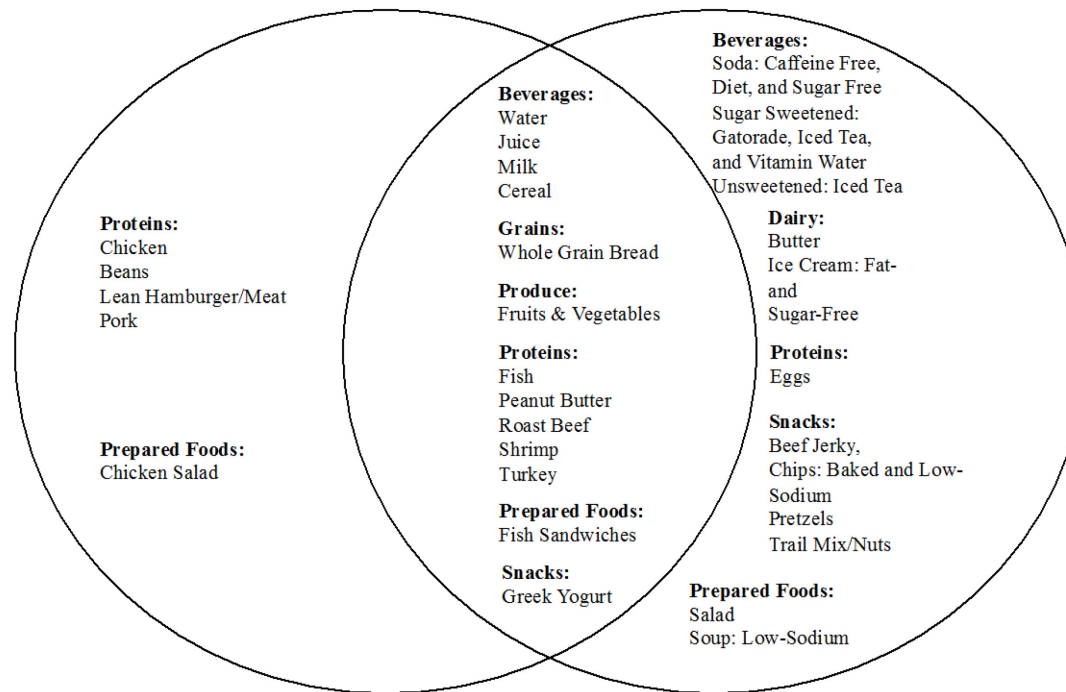 Proteins:
Chicken
Beans
Lean Hamburger/Meat
Pork
Prepared Foods:
Chicken Salad
Beverages:
Water
Juice
Milk
Cereal
Grains:
Whole Grain Bread
Produce:
Fruits & Vegetables
Proteins:
Fish
Peanut Butter
Roast Beef
Shrimp
Turkey
Prepared Foods:
Fish Sandwiches
Snacks:
Greek Yogurt
Beverages:
Soda: Caffeine Free,
Diet, and Sugar Free
Sugar Sweetened:
Gatorade, Iced Tea,
and Vitamin Water
Unsweetened: Iced Tea
Dairy:
Butter
Ice Cream: Fat-
and
Sugar-Free
Proteins:
Eggs
Snacks:
Beef Jerky,
Chips: Baked and Low-
Sodium
Pretzels
Trail Mix/Nuts
Prepared Foods:
Salad
Soup: Low-Sodium